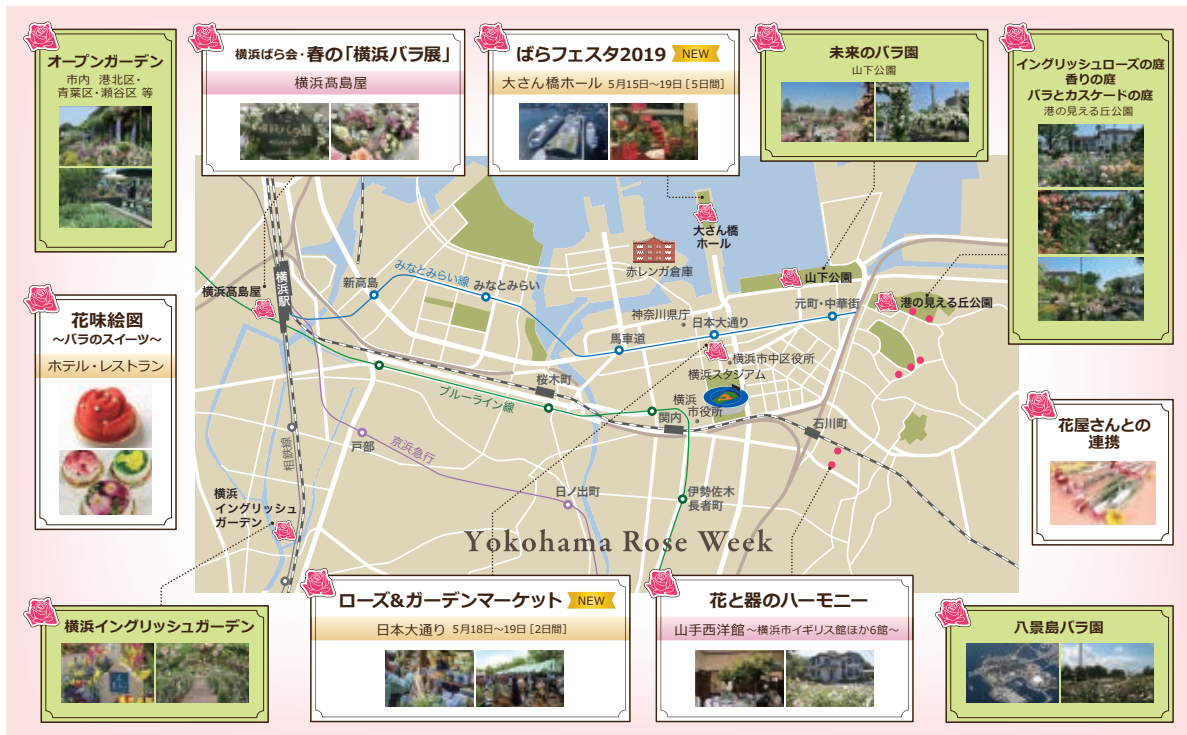 オープンガーデン
市内 港北区・
青葉区・瀬谷区 等
横浜ばら会・春の「横浜バラ展」
横浜髙島屋
ばらフェスタ2019 NEW
大さん橋ホール 5月15日～19日[5日間]
未来のバラ園
山下公園
イングリッシュローズの庭
香りの庭
バラとカスケードの庭
港の見える丘公園
花味絵図
～バラのスイーツ～
ホテル・レストラン
横浜髙島屋
横浜駅
新高島
みなとみらい線
みなとみらい
大さん橋
ホール
赤レンガ倉庫
山下公園
元町・中華街
港の見える丘公園
神奈川県庁
日本大通り
馬車道
横浜市中区役所
横浜スタジアム
桜木町
ブルーライン線
横浜
市役所
関内
石川町
相鉄線
戸部
京浜急行
日ノ出町
伊勢佐木
長者町
横浜
イングリッシュ
ガーデン
Yokohama Rose Week
花屋さんとの
連携
横浜イングリッシュガーデン
ローズ&ガーデンマーケット NEW
日本大通り 5月18日～19日[2日間]
花と器のハーモニー
山手西洋館～横浜市イギリス館ほか6館～
八景島バラ園